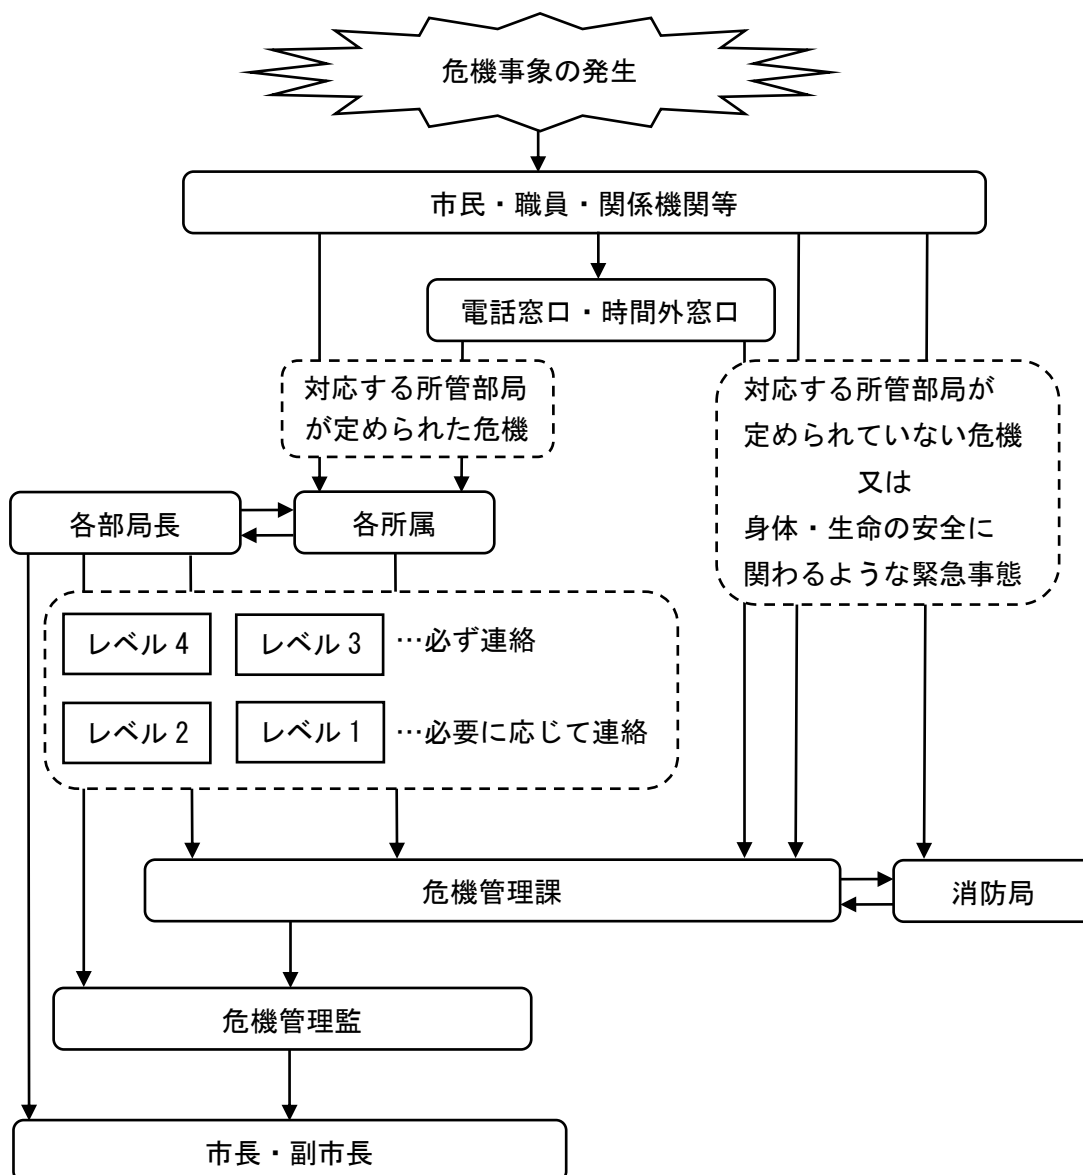 危機事象の発生
市民・職員・関係機関等
電話窓口・時間外窓口
対応する所管部局
が定められた危機
対応する所管部局が
定められていない危機
又は
身体・生命の安全に
関わるような緊急事態
各部局長
各所属
レベル４
レベル３
…必ず連絡
レベル２
レベル１
…必要に応じて連絡
危機管理課
消防局
危機管理監
市長・副市長